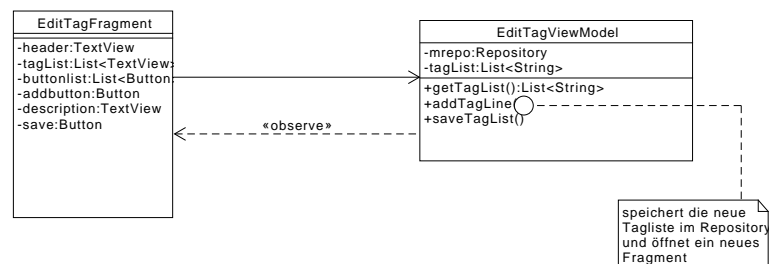 EditTagFragment
-header:TextView
-tagList:List<TextView>
-buttonlist:List<Button
-addbutton:Button
-description:TextView
-save:Button
«observe»
EditTagViewModel
-mrepo:Repository
-tagList:List<String>
+getTagList():List<String>
+addTagLine
+saveTagList()
speichert die neue
Tagliste im Repository
und öffnet ein neues
Fragment